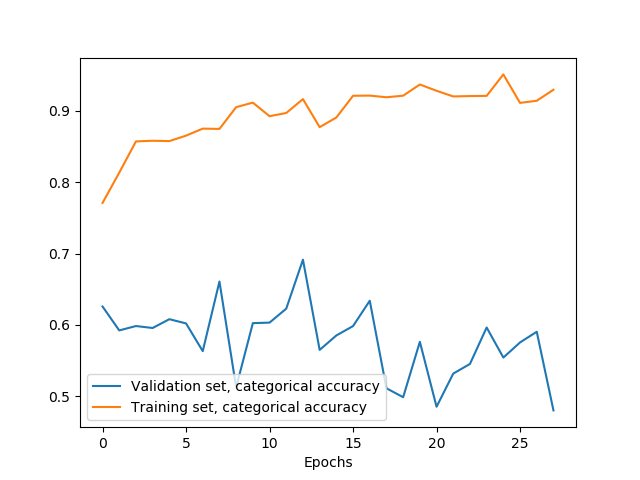 0.9
0.8
0.7
0.6
0.5
Validation set, categorical accuracy
Training set, categorical accuracy
0 5 10 15 20 25
Epochs